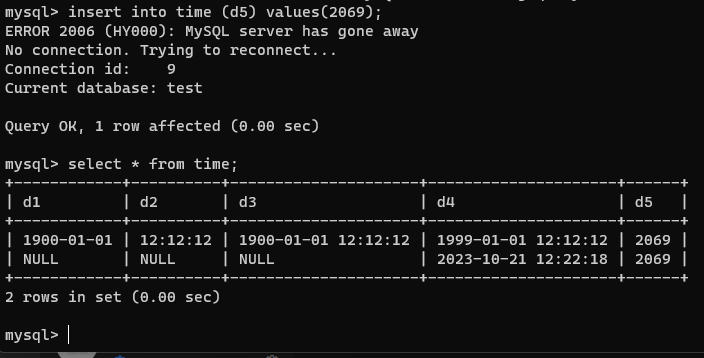 mysql> insert into time (d5) values(2069);
ERROR 2006 (HY000): MySQL server has gone away
No connection. Trying to reconnect...
Connection id:    9
Current database: test

Query OK, 1 row affected (0.00 sec)

mysql> select * from time;
+------------+----------+---------------------+---------------------+------+
| d1         | d2       | d3                  | d4                  | d5   |
+------------+----------+---------------------+---------------------+------+
| 1900-01-01 | 12:12:12 | 1900-01-01 12:12:12 | 1999-01-01 12:12:12 | 2069 |
| NULL       | NULL     | NULL                | 2023-10-21 12:22:18 | 2069 |
+------------+----------+---------------------+---------------------+------+
2 rows in set (0.00 sec)

mysql>